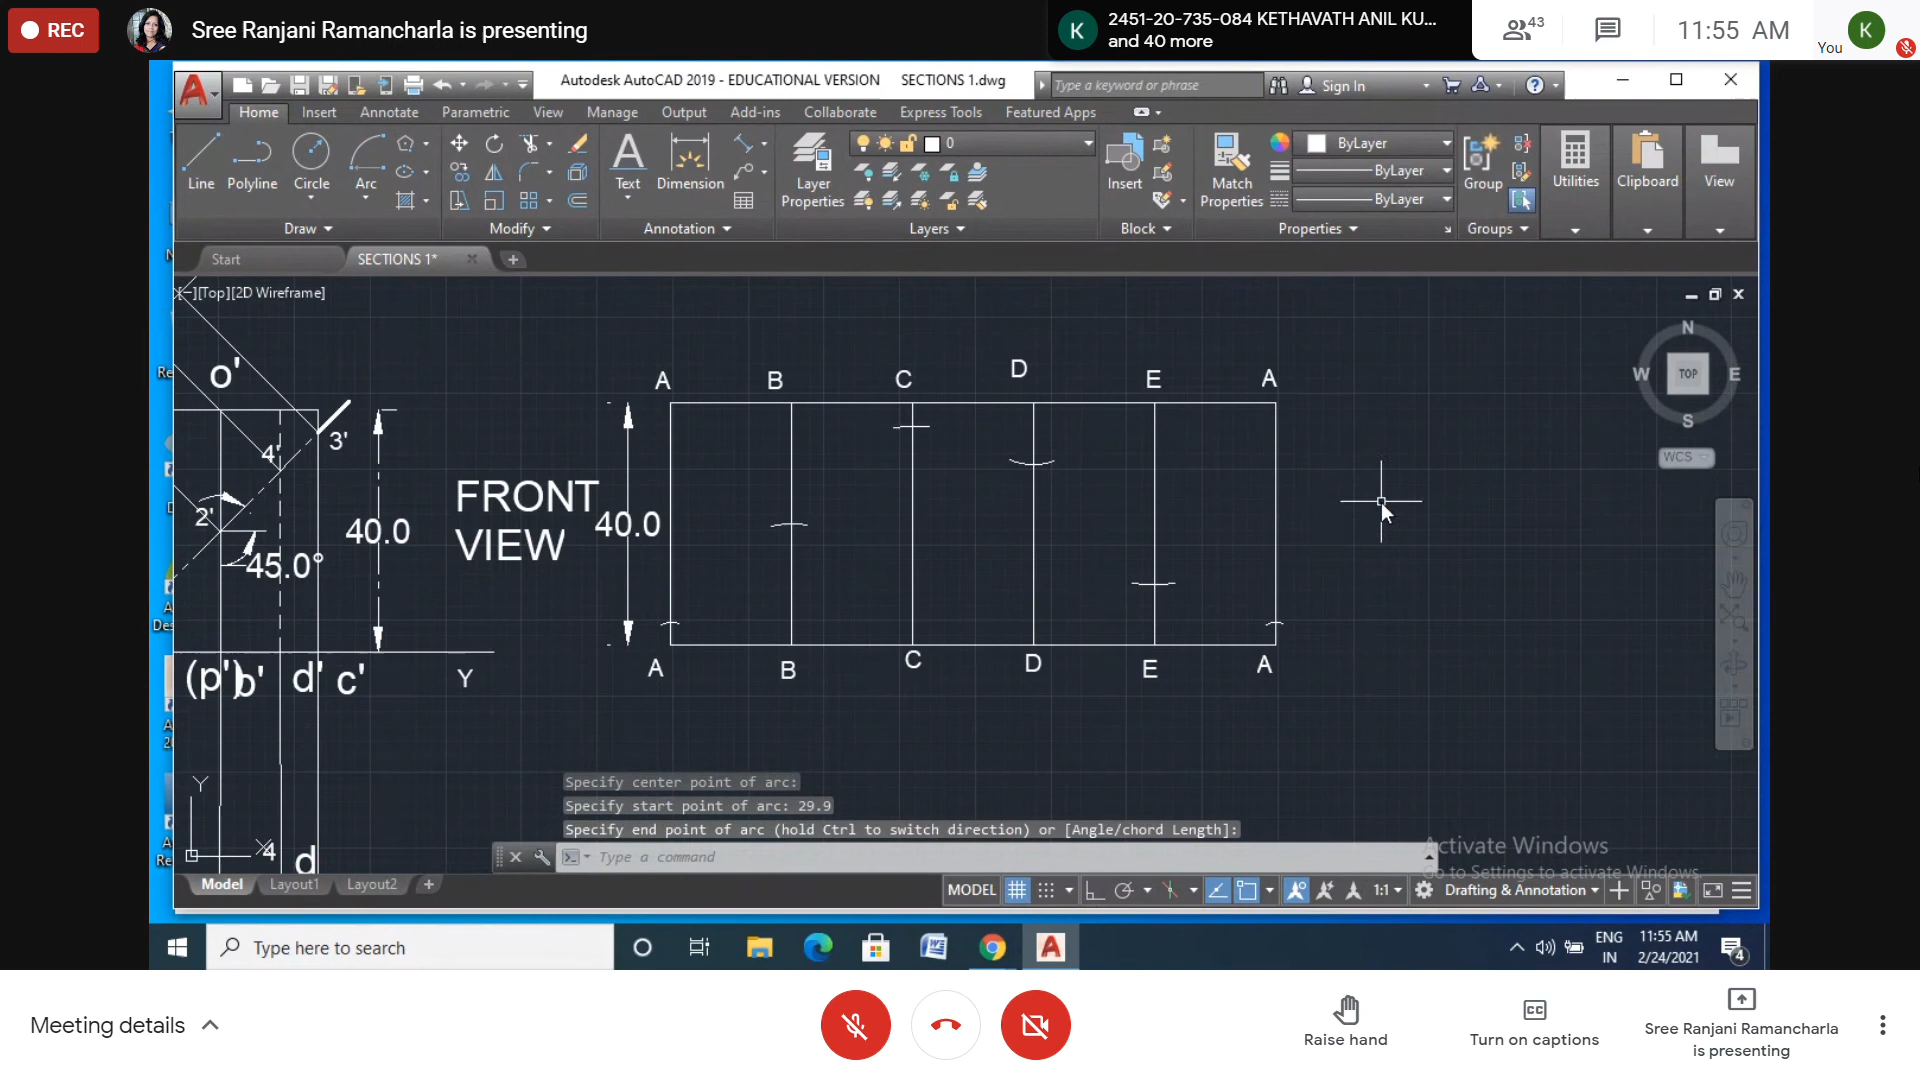 REC
Sree Ranjani Ramancharla is presenting
K
2451-20-735-084 KETHAVATH ANIL KU...
and 40 more
43
11:55 AM
You
K
Autodesk AutoCAD 2019 - EDUCATIONAL VERSION SECTIONS 1.dwg
Type a keyword or phrase
Sign In
Home Insert Annotate Parametric View Manage Output Add-ins Collaborate Express Tools Featured Apps
0
ByLayer
ByLayer
ByLayer
Line Polyline Circle Arc
Text Dimension
Layer Properties
Insert
Match Properties
Group
Utilities
Clipboard
View
Draw Modify Annotation Layers Block Properties Groups
Start SECTIONS 1*
[-][Top][2D Wireframe]
N
W TOP E
S
WCS
A B C D E A
o'
3'
4'
2'
45.0°
40.0
FRONT
VIEW
40.0
A B C D E A
(p') b' d' c' Y
Y
X
4
d
Specify center point of arc:
Specify start point of arc: 29.9
Specify end point of arc (hold Ctrl to switch direction) or [Angle/chord Length]:
Type a command
Activate Windows
Go to Settings to activate Windows.
Model Layout1 Layout2
MODEL 1:1 Drafting & Annotation
Type here to search
ENG
IN
11:55 AM
2/24/2021
4
Meeting details
Raise hand
Turn on captions
Sree Ranjani Ramancharla
is presenting